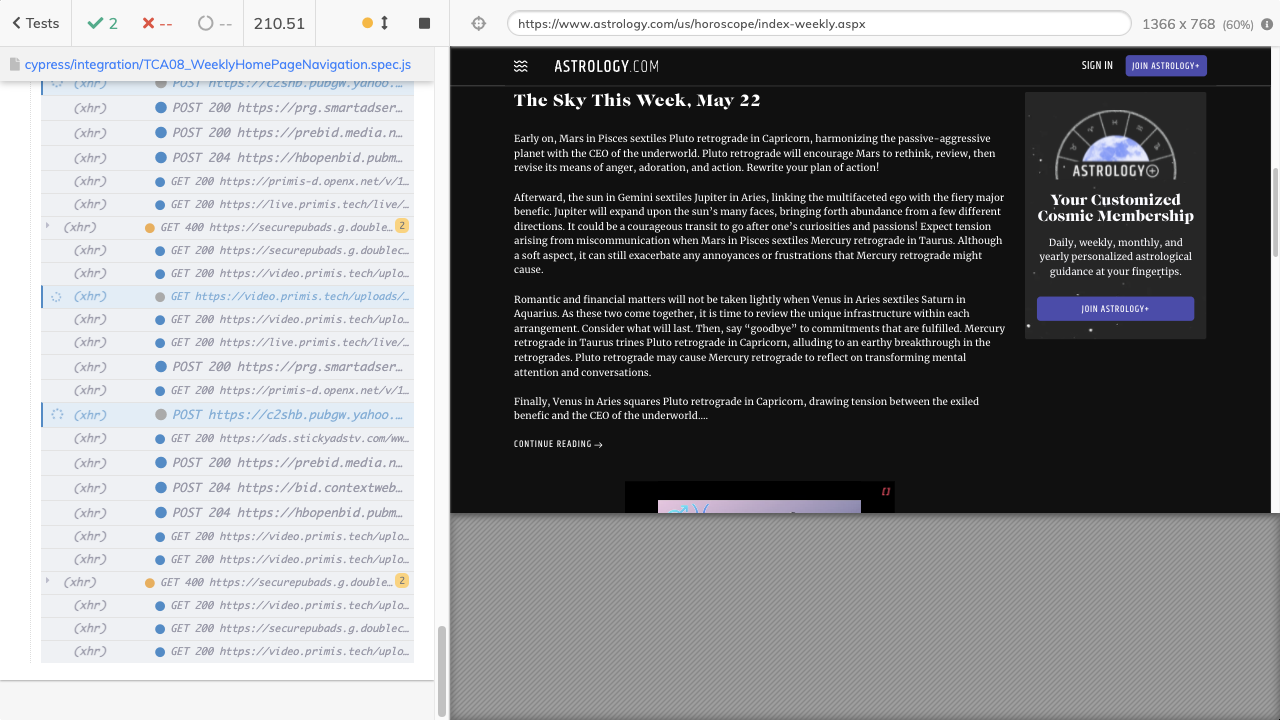 Tests
2
--
--
210.51
https://www.astrology.com/us/horoscope/index-weekly.aspx
1366 x 768 (60%)
cypress/integration/TCA08_WeeklyHomePageNavigation.spec.js
(xhr) POST https://c2shb.pubgw.yahoo....
(xhr) POST 200 https://prg.smartadser...
(xhr) POST 200 https://prebid.media.n...
(xhr) POST 204 https://hbopenbid.pubm...
(xhr) GET 200 https://primis-d.openx.net/v/1...
(xhr) GET 200 https://live.primis.tech/live/...
(xhr) GET 400 https://securepubads.g.double... 2
(xhr) GET 200 https://securepubads.g.doublec...
(xhr) GET 200 https://video.primis.tech/uplo...
(xhr) GET https://video.primis.tech/uploads/...
(xhr) GET 200 https://video.primis.tech/uplo...
(xhr) GET 200 https://live.primis.tech/live/...
(xhr) POST 200 https://prg.smartadser...
(xhr) GET 200 https://primis-d.openx.net/v/1...
(xhr) POST https://c2shb.pubgw.yahoo....
(xhr) GET 200 https://ads.stickyadstv.com/ww...
(xhr) POST 200 https://prebid.media.n...
(xhr) POST 204 https://bid.contextweb...
(xhr) POST 204 https://hbopenbid.pubm...
(xhr) GET 200 https://video.primis.tech/uplo...
(xhr) GET 200 https://video.primis.tech/uplo...
(xhr) GET 400 https://securepubads.g.double... 2
(xhr) GET 200 https://video.primis.tech/uplo...
(xhr) GET 200 https://securepubads.g.doublec...
(xhr) GET 200 https://video.primis.tech/uplo...
ASTROLOGY.COM
SIGN IN
JOIN ASTROLOGY+
The Sky This Week, May 22
Early on, Mars in Pisces sextiles Pluto retrograde in Capricorn, harmonizing the passive-aggressive
planet with the CEO of the underworld. Pluto retrograde will encourage Mars to rethink, review, then
revise its means of anger, adoration, and action. Rewrite your plan of action!
Afterward, the sun in Gemini sextiles Jupiter in Aries, linking the multifaceted ego with the fiery major
benefic. Jupiter will expand upon the sun's many faces, bringing forth abundance from a few different
directions. It could be a courageous transit to go after one's curiosities and passions! Expect tension
arising from miscommunication when Mars in Pisces sextiles Mercury retrograde in Taurus. Although
a soft aspect, it can still exacerbate any annoyances or frustrations that Mercury retrograde might
cause.
Romantic and financial matters will not be taken lightly when Venus in Aries sextiles Saturn in
Aquarius. As these two come together, it is time to review the unique infrastructure within each
arrangement. Consider what will last. Then, say “goodbye” to commitments that are fulfilled. Mercury
retrograde in Taurus trines Pluto retrograde in Capricorn, alluding to an earthy breakthrough in the
retrogrades. Pluto retrograde may cause Mercury retrograde to reflect on transforming mental
attention and conversations.
Finally, Venus in Aries squares Pluto retrograde in Capricorn, drawing tension between the exiled
benefic and the CEO of the underworld....
CONTINUE READING
ASTROLOGY+
Your Customized
Cosmic Membership
Daily, weekly, monthly, and
yearly personalized astrological
guidance at your fingertips.
JOIN ASTROLOGY+
[]